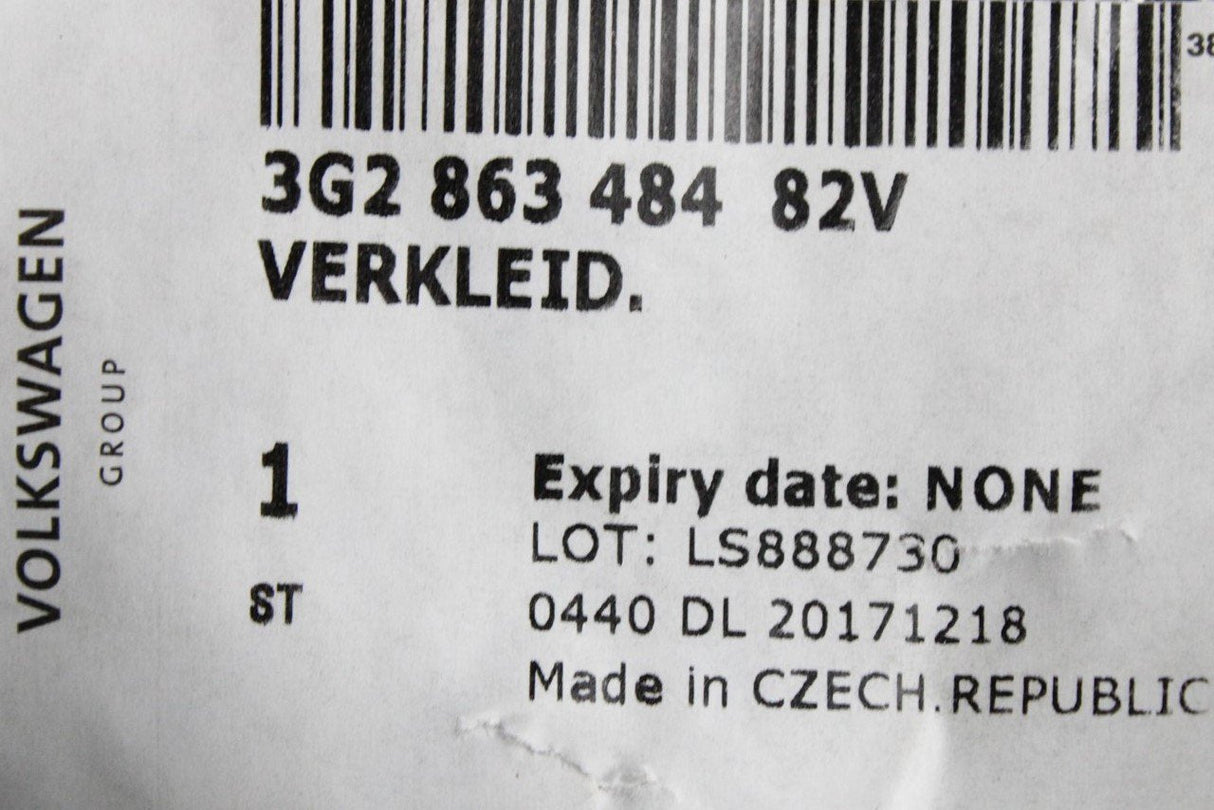 38
3G2 863 484 82V
VERKLEID.
VOLKSWAGEN
GROUP
1
ST
Expiry date: NONE
LOT: LS888730
0440 DL 20171218
Made in CZECH.REPUBLIC